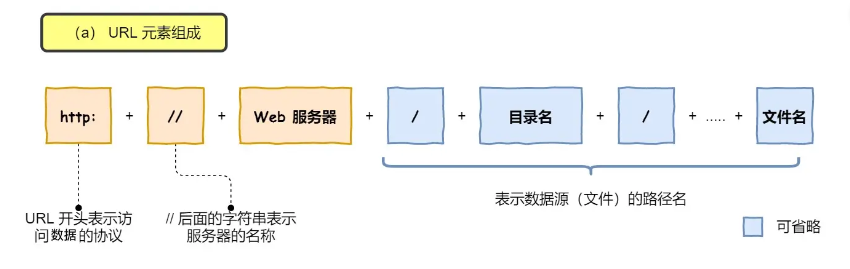 (a) URL 元素组成
http: + // + Web 服务器 + / + 目录名 + / + ..... + 文件名
表示数据源（文件）的路径名
URL 开头表示访
问数据的协议
// 后面的字符串表示
服务器的名称
可省略